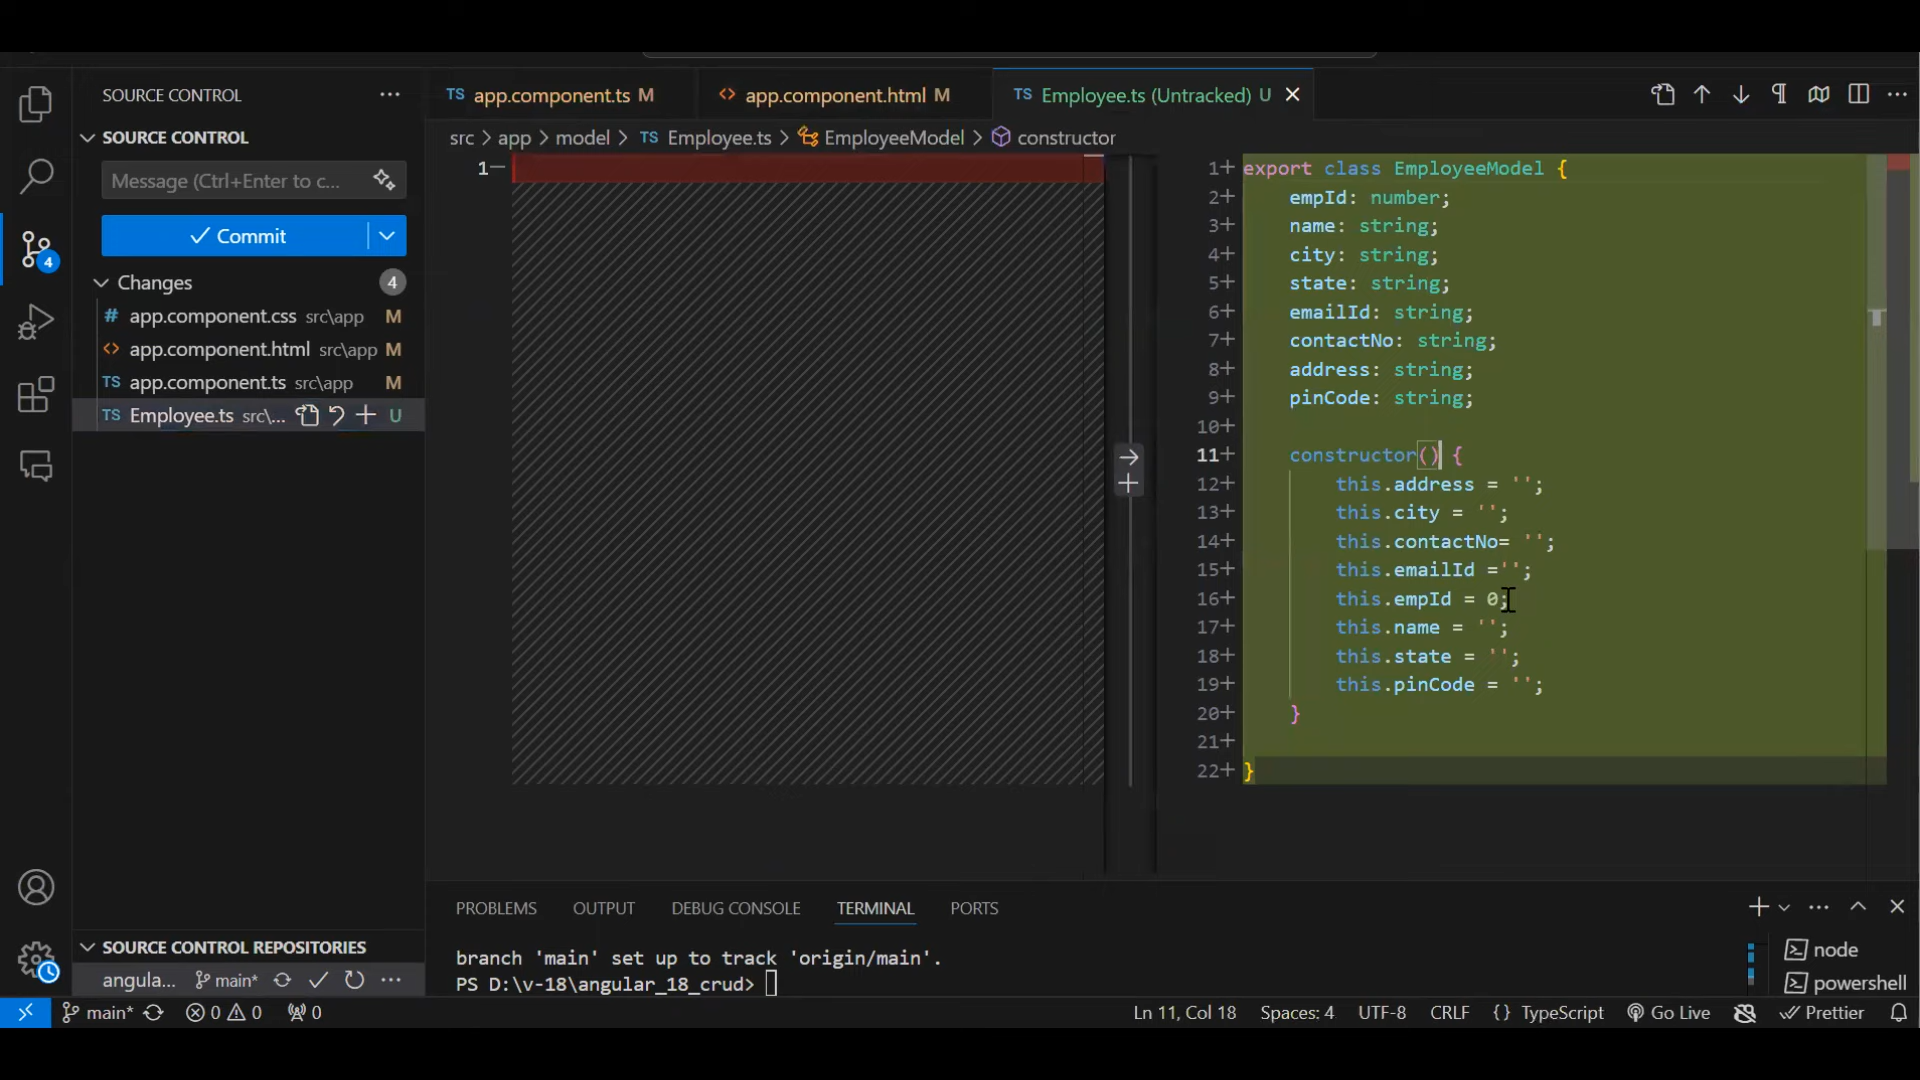 SOURCE CONTROL
SOURCE CONTROL
Message (Ctrl+Enter to c...
Commit
4
Changes 4
# app.component.css src\app M
<> app.component.html src\app M
TS app.component.ts src\app M
TS Employee.ts src\... U
SOURCE CONTROL REPOSITORIES
angula... main*
TS app.component.ts M
<> app.component.html M
TS Employee.ts (Untracked) U
src > app > model > TS Employee.ts > EmployeeModel > constructor
1
1+ export class EmployeeModel {
2+ empId: number;
3+ name: string;
4+ city: string;
5+ state: string;
6+ emailId: string;
7+ contactNo: string;
8+ address: string;
9+ pinCode: string;
10+
11+ constructor() {
12+ this.address = '';
13+ this.city = '';
14+ this.contactNo= '';
15+ this.emailId ='';
16+ this.empId = 0;
17+ this.name = '';
18+ this.state = '';
19+ this.pinCode = '';
20+ }
21+
22+ }
PROBLEMS OUTPUT DEBUG CONSOLE TERMINAL PORTS
branch 'main' set up to track 'origin/main'.
PS D:\v-18\angular_18_crud>
node
powershell
main* 0 0 0
Ln 11, Col 18 Spaces: 4 UTF-8 CRLF {} TypeScript Go Live Prettier